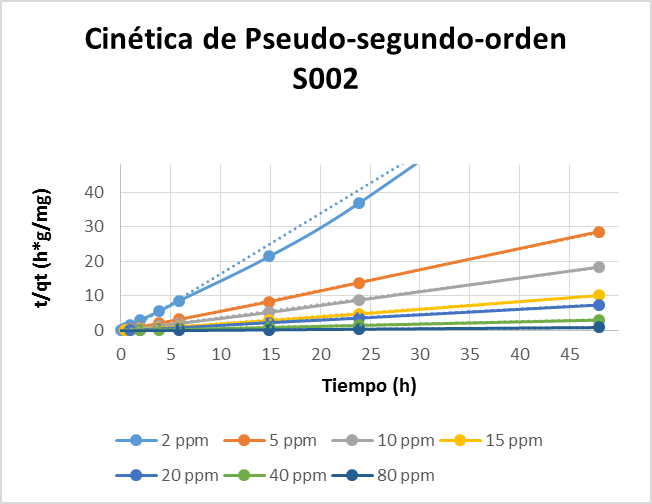 Cinética de Pseudo-segundo-orden
S002
t/qt (h*g/mg)
40
30
20
10
0
0 5 10 15 20 25 30 35 40 45
Tiempo (h)
2 ppm 5 ppm 10 ppm 15 ppm
20 ppm 40 ppm 80 ppm